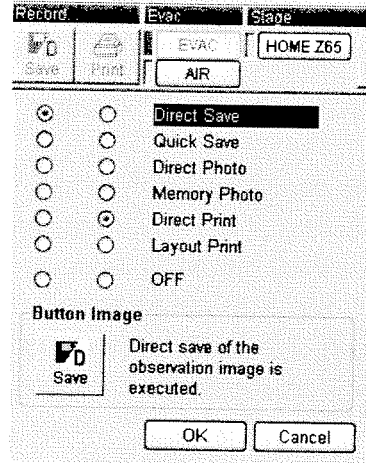 Record. Evac Stage
D EVAC HOME Z65
Save Print AIR
Direct Save
Quick Save
Direct Photo
Memory Photo
Direct Print
Layout Print
OFF
Button Image
D Direct save of the
Save observation image is
executed.
OK Cancel